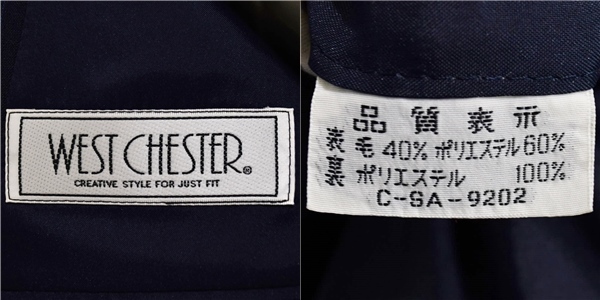 WEST CHESTER®
CREATIVE STYLE FOR JUST FIT
品質表示
表 毛 40% ポリエステル 60%
裏 ポリエステル 100%
C-SA-9202